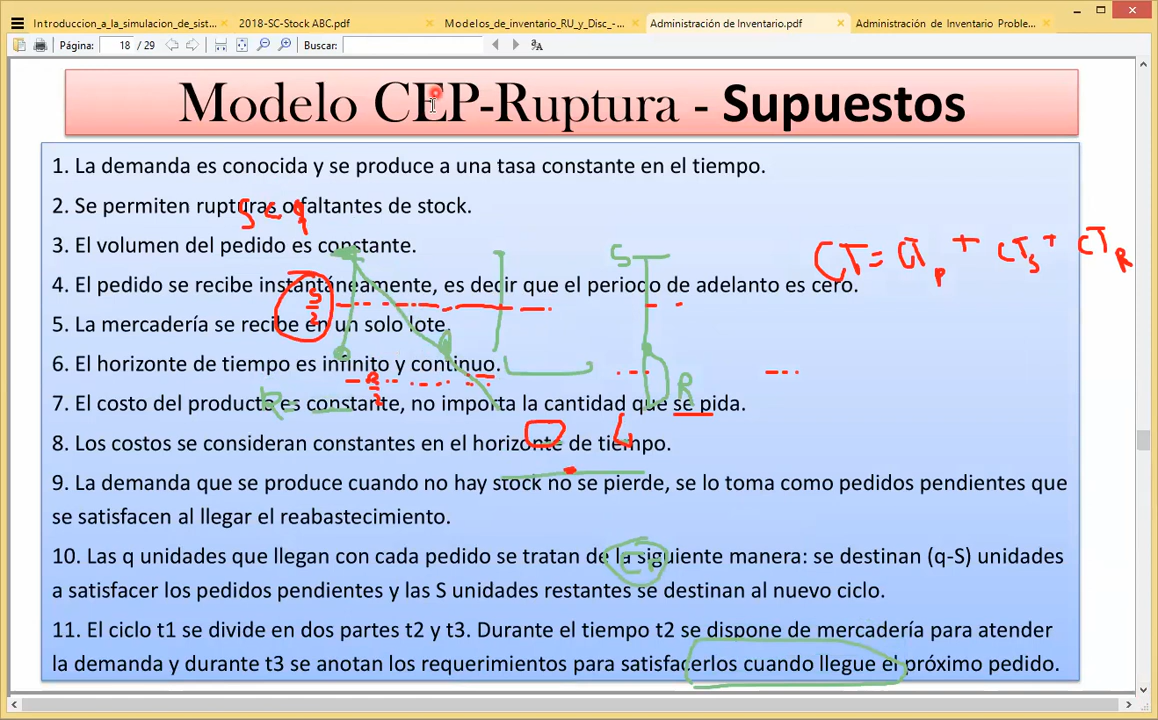 Introduccion_a_la_simulacion_de_sist...
2018-SC-Stock ABC.pdf
Modelos_de_inventario_RU_y_Disc_-...
Administración de Inventario.pdf
Administración de Inventario Proble...
Página: 18 / 29
Buscar:
Modelo CEP-Ruptura - Supuestos
1. La demanda es conocida y se produce a una tasa constante en el tiempo.
2. Se permiten rupturas o faltantes de stock.
S < q
3. El volumen del pedido es constante.
S
CT = CTP + CTS + CTR
4. El pedido se recibe instantáneamente, es decir que el periodo de adelanto es cero.
S/2
5. La mercadería se recibe en un solo lote.
6. El horizonte de tiempo es infinito y continuo.
R/2
R
7. El costo del producto es constante, no importa la cantidad que se pida.
R=
8. Los costos se consideran constantes en el horizonte de tiempo.
9. La demanda que se produce cuando no hay stock no se pierde, se lo toma como pedidos pendientes que
se satisfacen al llegar el reabastecimiento.
10. Las q unidades que llegan con cada pedido se tratan de la siguiente manera: se destinan (q-S) unidades
a satisfacer los pedidos pendientes y las S unidades restantes se destinan al nuevo ciclo.
11. El ciclo t1 se divide en dos partes t2 y t3. Durante el tiempo t2 se dispone de mercadería para atender
la demanda y durante t3 se anotan los requerimientos para satisfacerlos cuando llegue el próximo pedido.